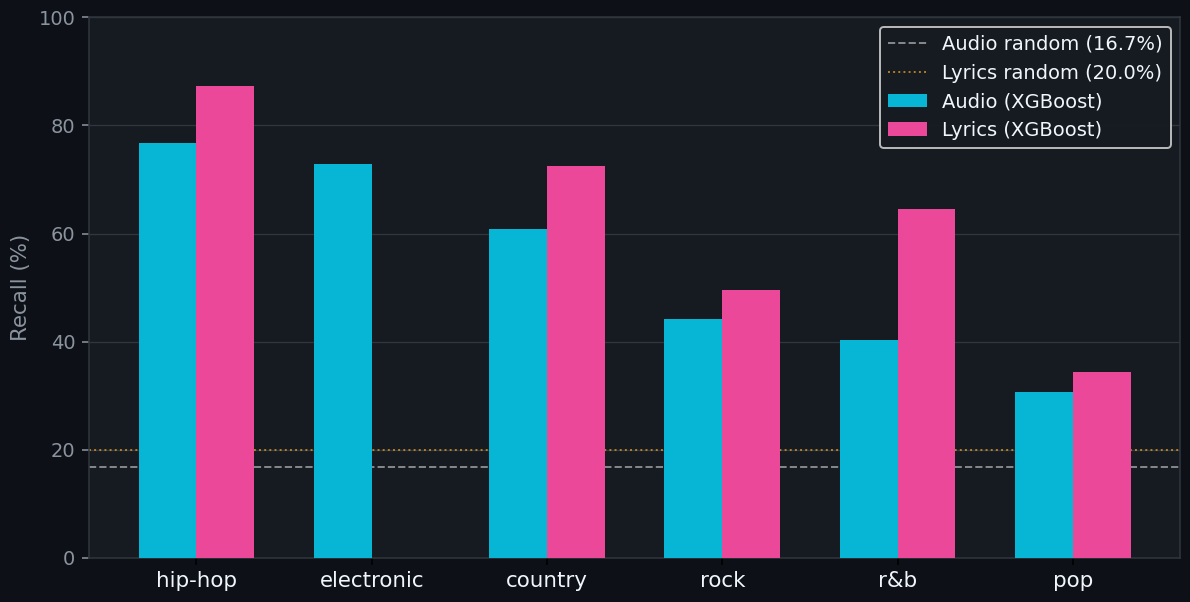 100
80
60
40
20
0
Recall (%)
Audio random (16.7%)
Lyrics random (20.0%)
Audio (XGBoost)
Lyrics (XGBoost)
hip-hop electronic country rock r&b pop